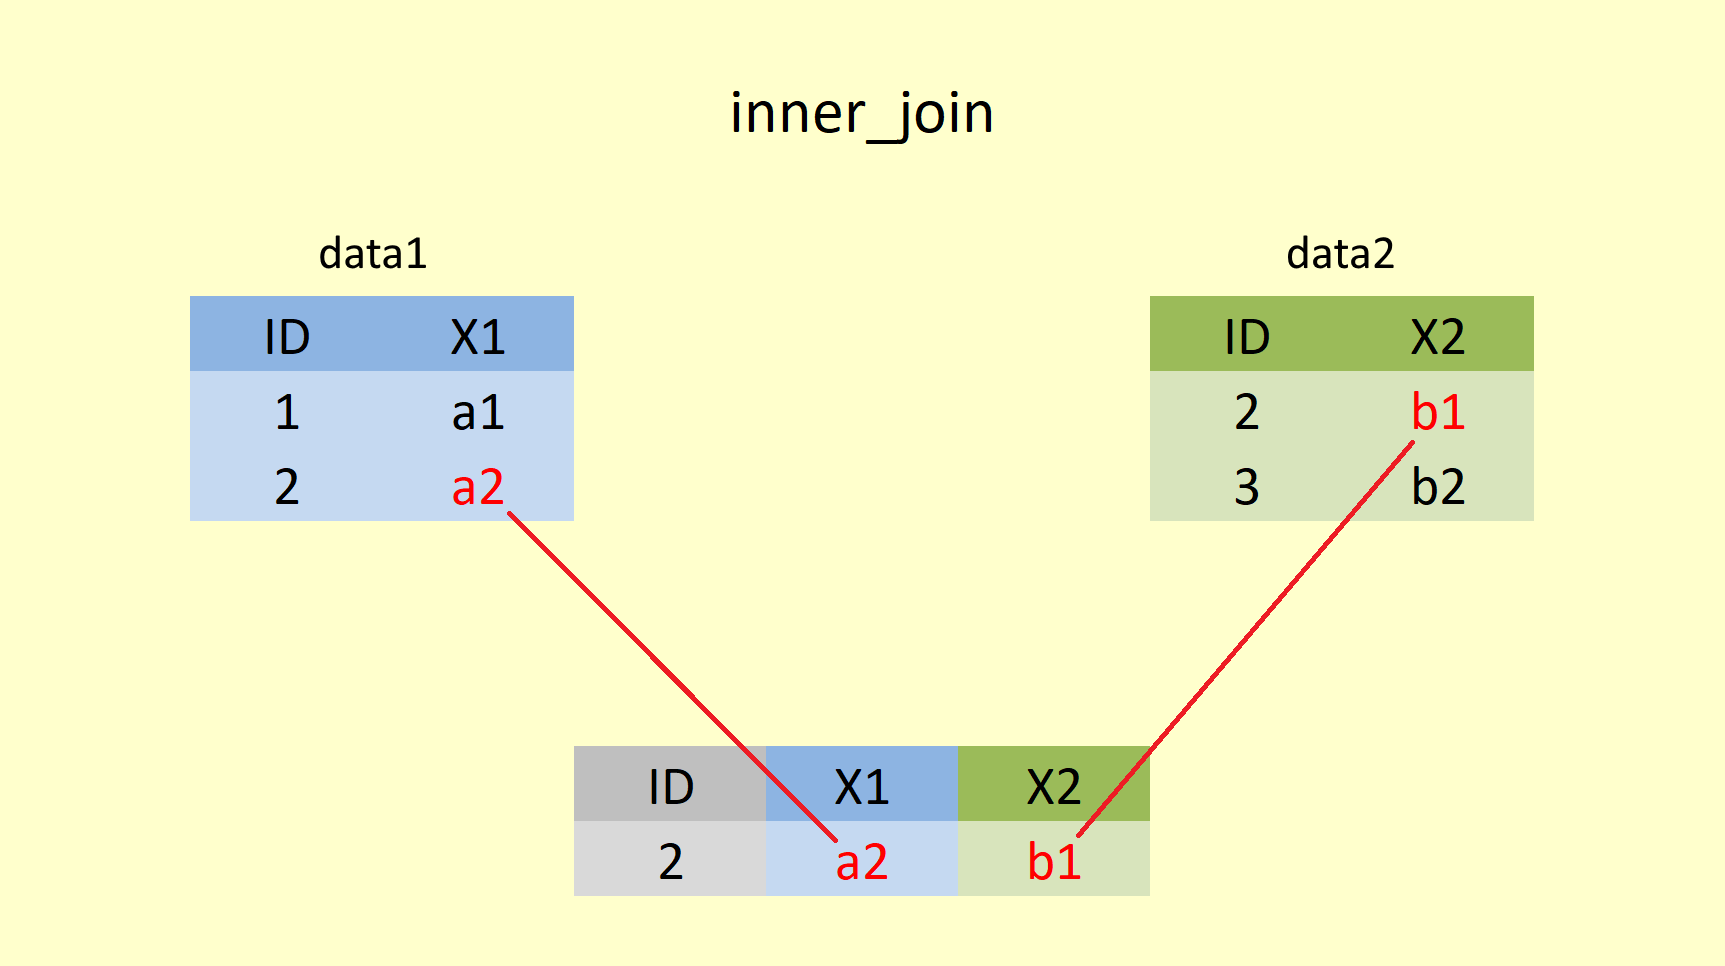 inner_join
data1
ID X1
1 a1
2 a2
data2
ID X2
2 b1
3 b2
ID X1 X2
2 a2 b1